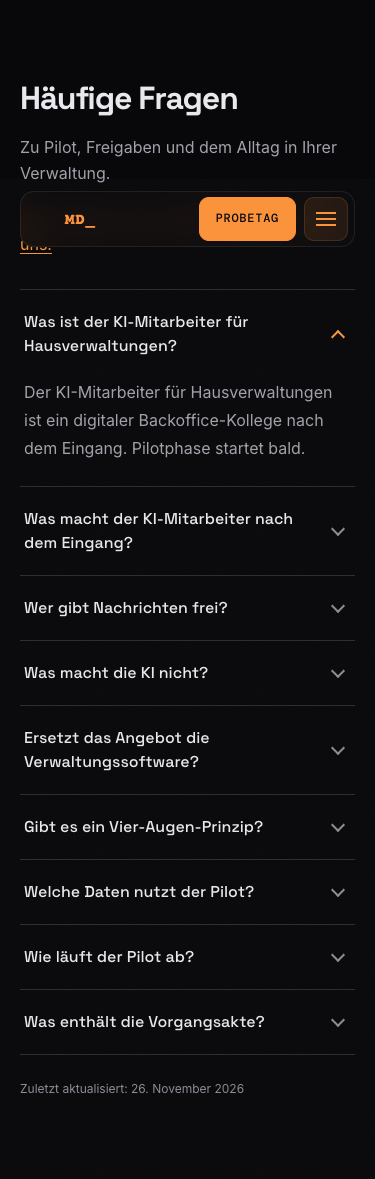 Häufige Fragen
Zu Pilot, Freigaben und dem Alltag in Ihrer
Verwaltung.
MD_
PROBETAG
uns.
Was ist der KI-Mitarbeiter für
Hausverwaltungen?
Der KI-Mitarbeiter für Hausverwaltungen
ist ein digitaler Backoffice-Kollege nach
dem Eingang. Pilotphase startet bald.
Was macht der KI-Mitarbeiter nach
dem Eingang?
Wer gibt Nachrichten frei?
Was macht die KI nicht?
Ersetzt das Angebot die
Verwaltungssoftware?
Gibt es ein Vier-Augen-Prinzip?
Welche Daten nutzt der Pilot?
Wie läuft der Pilot ab?
Was enthält die Vorgangsakte?
Zuletzt aktualisiert: 26. November 2026